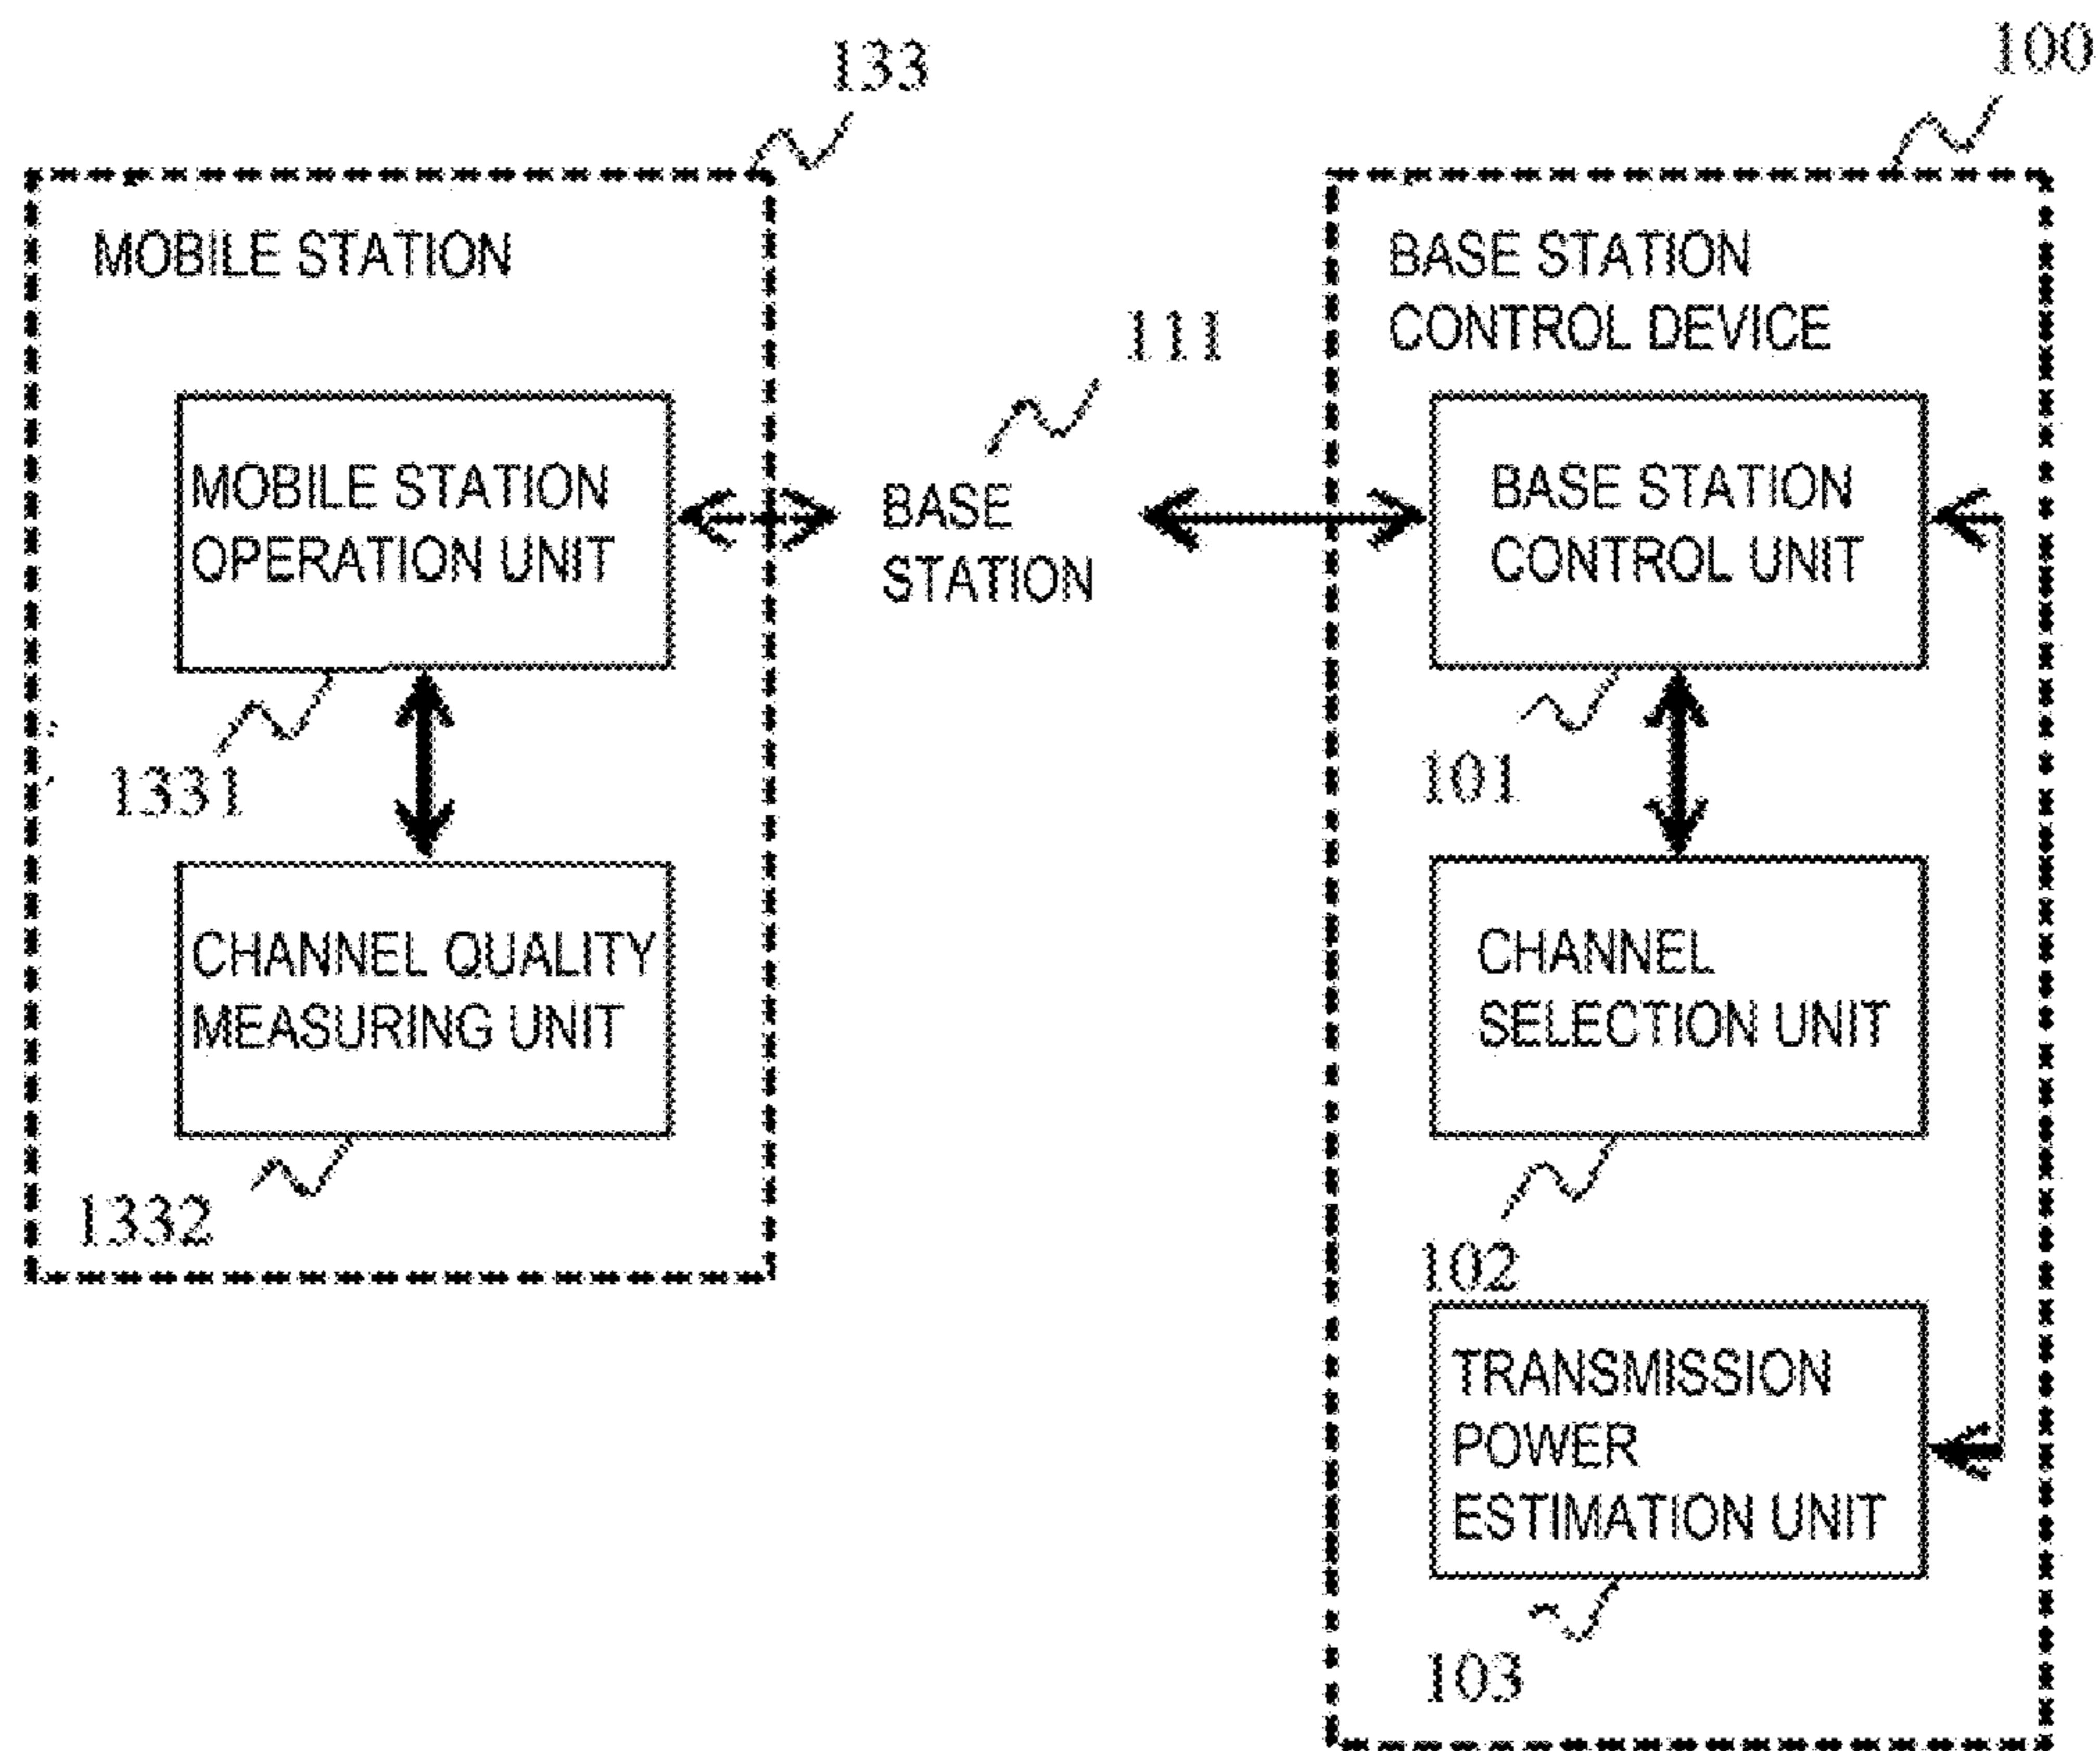 133
100
MOBILE STATION
BASE STATION
CONTROL DEVICE
111
MOBILE STATION
OPERATION UNIT
BASE
STATION
BASE STATION
CONTROL UNIT
1331
101
CHANNEL QUALITY
MEASURING UNIT
CHANNEL
SELECTION UNIT
1332
102
TRANSMISSION
POWER
ESTIMATION UNIT
103